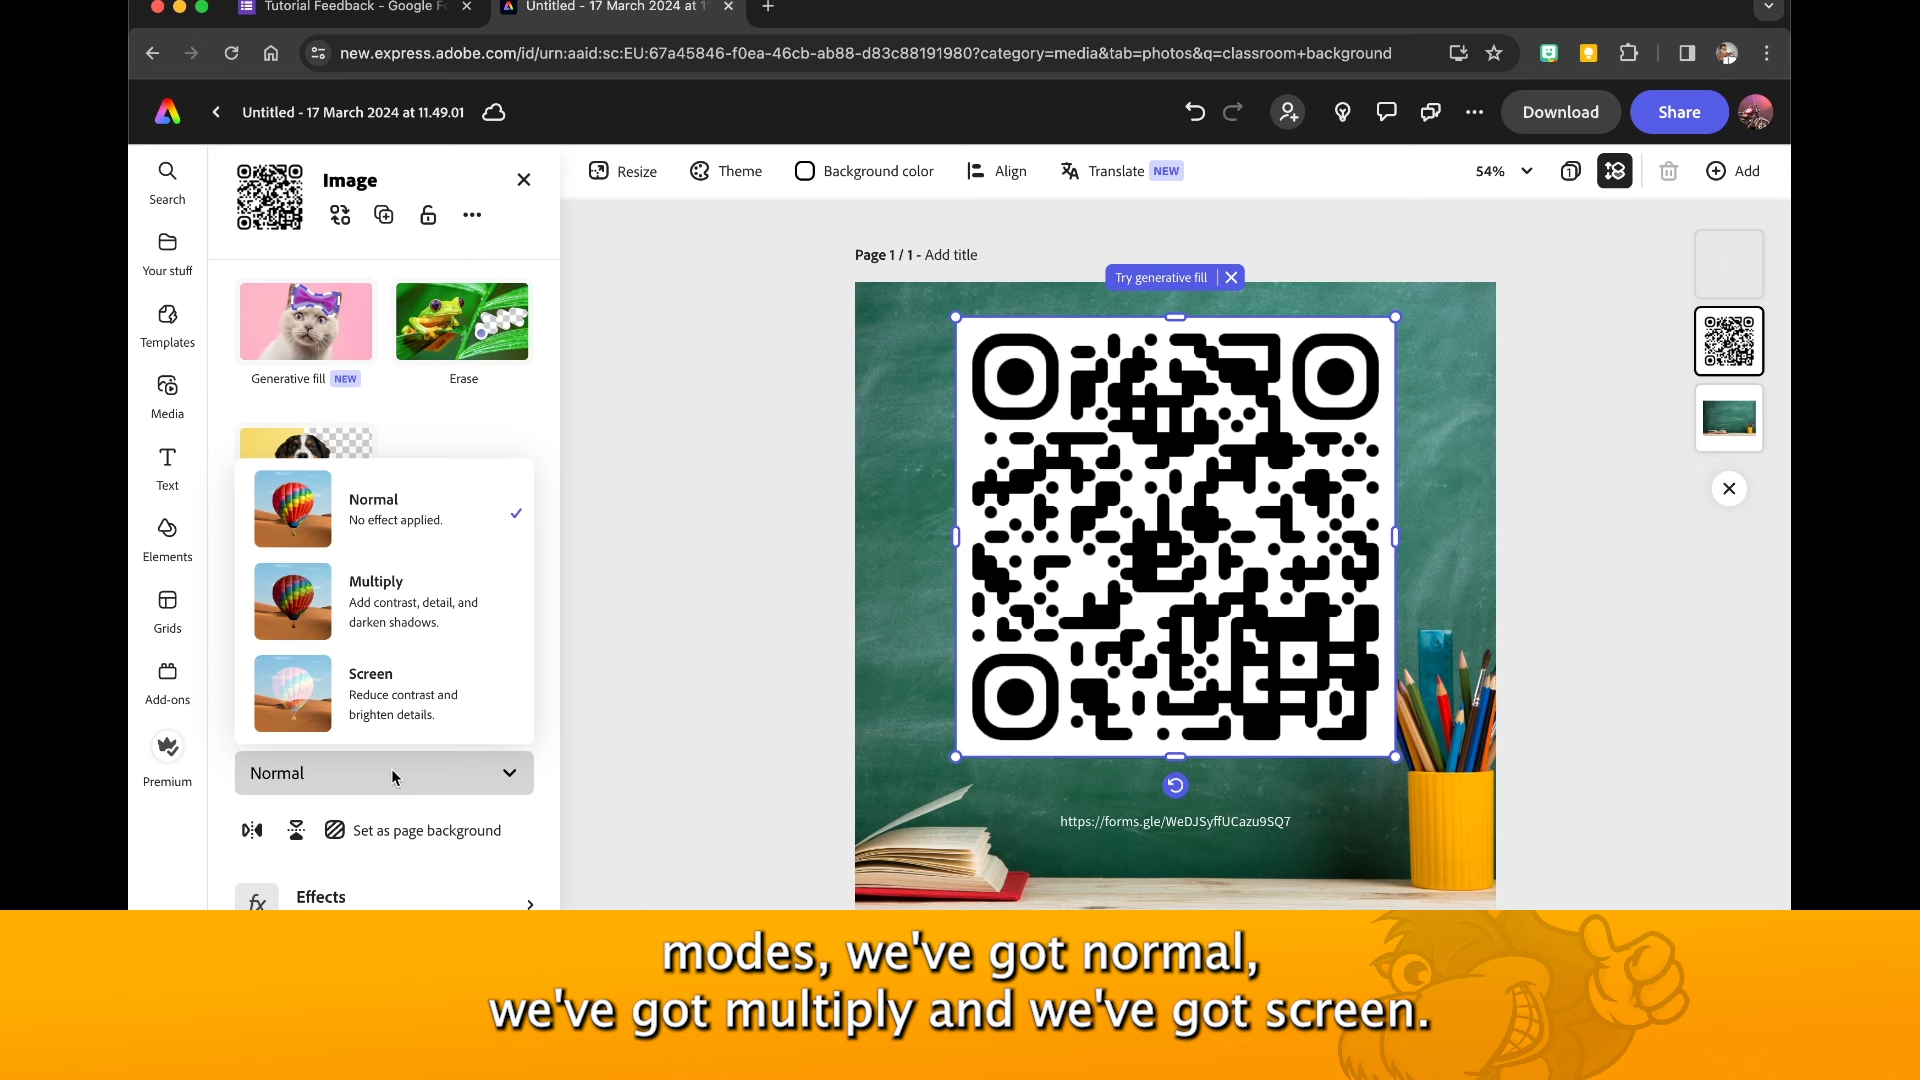 Tutorial Feedback - Google Fo
Untitled - 17 March 2024 at 1
new.express.adobe.com/id/urn:aaid:sc:EU:67a45846-f0ea-46cb-ab88-d83c88191980?category=media&tab=photos&q=classroom+background
Untitled - 17 March 2024 at 11.49.01
Download
Share
Search
Your stuff
Templates
Media
Text
Elements
Grids
Add-ons
Premium
Image
Generative fill NEW
Erase
Normal
No effect applied.
Multiply
Add contrast, detail, and
darken shadows.
Screen
Reduce contrast and
brighten details.
Normal
Set as page background
fx
Effects
Resize
Theme
Background color
Align
Translate NEW
54%
1
Add
Page 1 / 1 - Add title
Try generative fill
https://forms.gle/WeDJSyffUCazu9SQ7
modes, we've got normal,
we've got multiply and we've got screen.